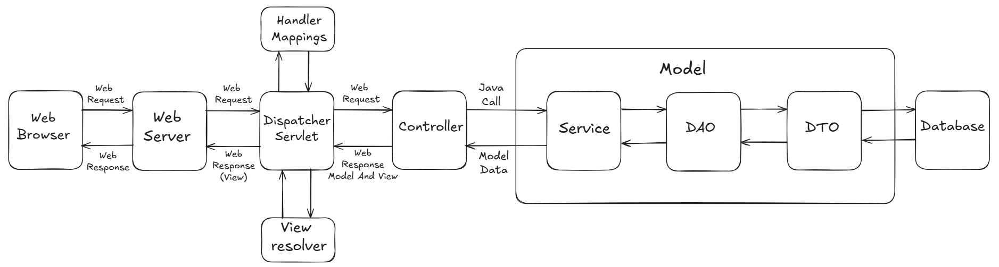 Handler
Mappings
Model
Web
Request
Web
Request
Web
Request
Java
Call
Web
Browser
Web
Server
Dispatcher
Servlet
Controller
Service
DAO
DTO
Database
Web
Response
Web
Response
(View)
Web
Response
Model And View
Model
Data
View
resolver